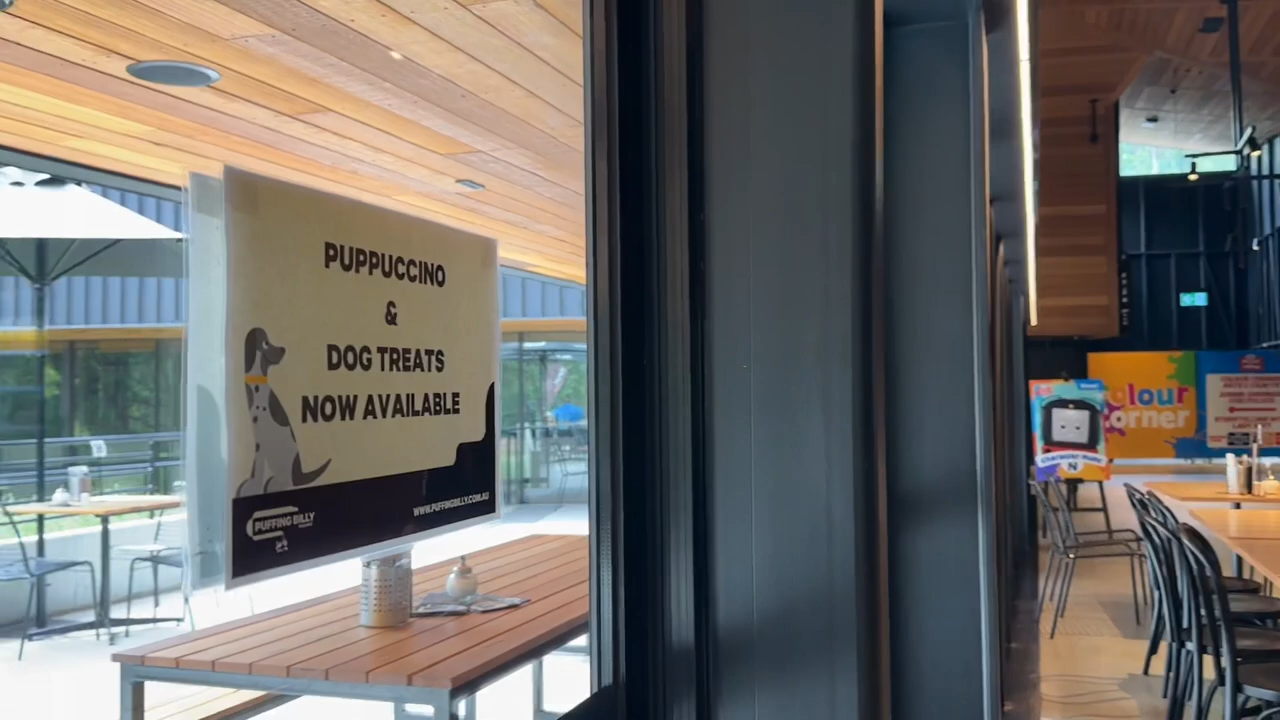 PUPPUCCINO
&
DOG TREATS
NOW AVAILABLE
PUFFING BILLY
WWW.PUFFINGBILLY.COM.AU
colour
corner